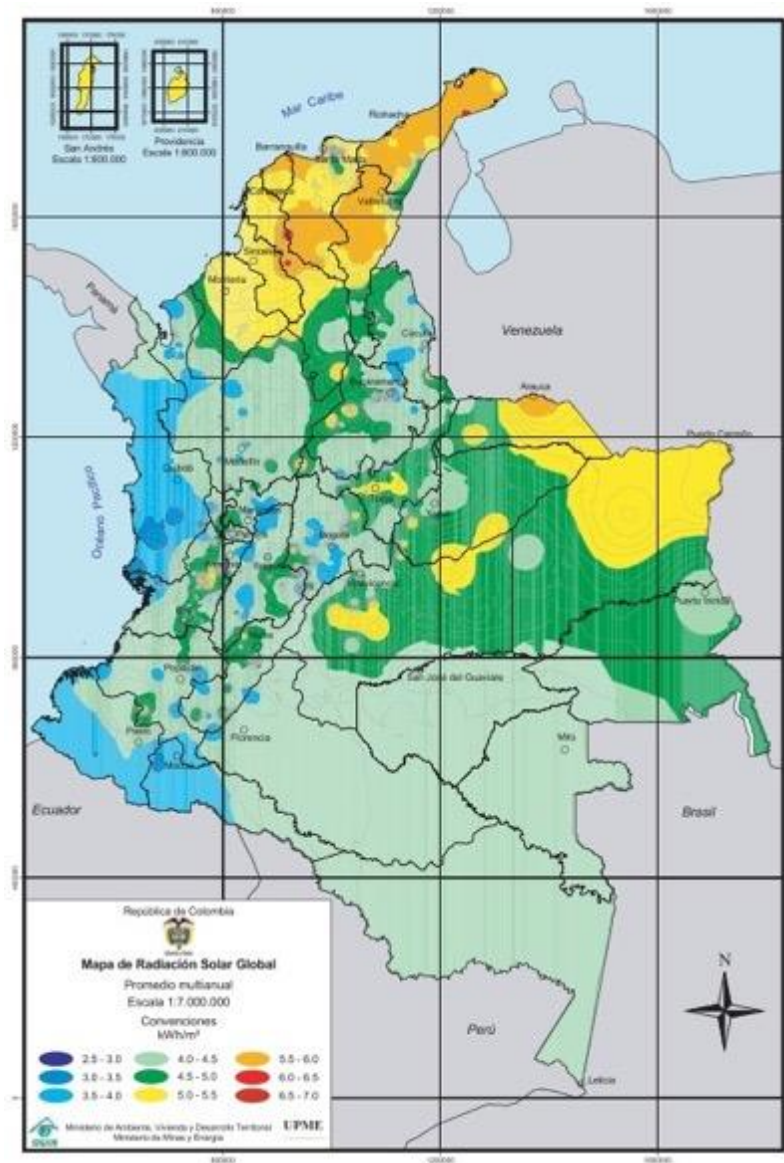 San Andrés
Escala 1:600.000
Providencia
Escala 1:600.000
Mar Caribe
Riohacha
Barranquilla
Santa Marta
Cartagena
Valledupar
Sincelejo
Montería
Panamá
Venezuela
Cúcuta
Bucaramanga
Arauca
Puerto Carreño
Océano Pacífico
Quibdó
Medellín
Bogotá
Villavicencio
Puerto Inírida
San José del Guaviare
Popayán
Pasto
Florencia
Mitú
Mocoa
Ecuador
Brasil
Perú
Leticia
N
República de Colombia
Mapa de Radiación Solar Global
Promedio multianual
Escala 1:7.000.000
Convenciones
kWh/m²
2.5 - 3.0
4.0 - 4.5
5.5 - 6.0
3.0 - 3.5
4.5 - 5.0
6.0 - 6.5
3.5 - 4.0
5.0 - 5.5
6.5 - 7.0
Ministerio de Ambiente, Vivienda y Desarrollo Territorial
Ministerio de Minas y Energía
UPME